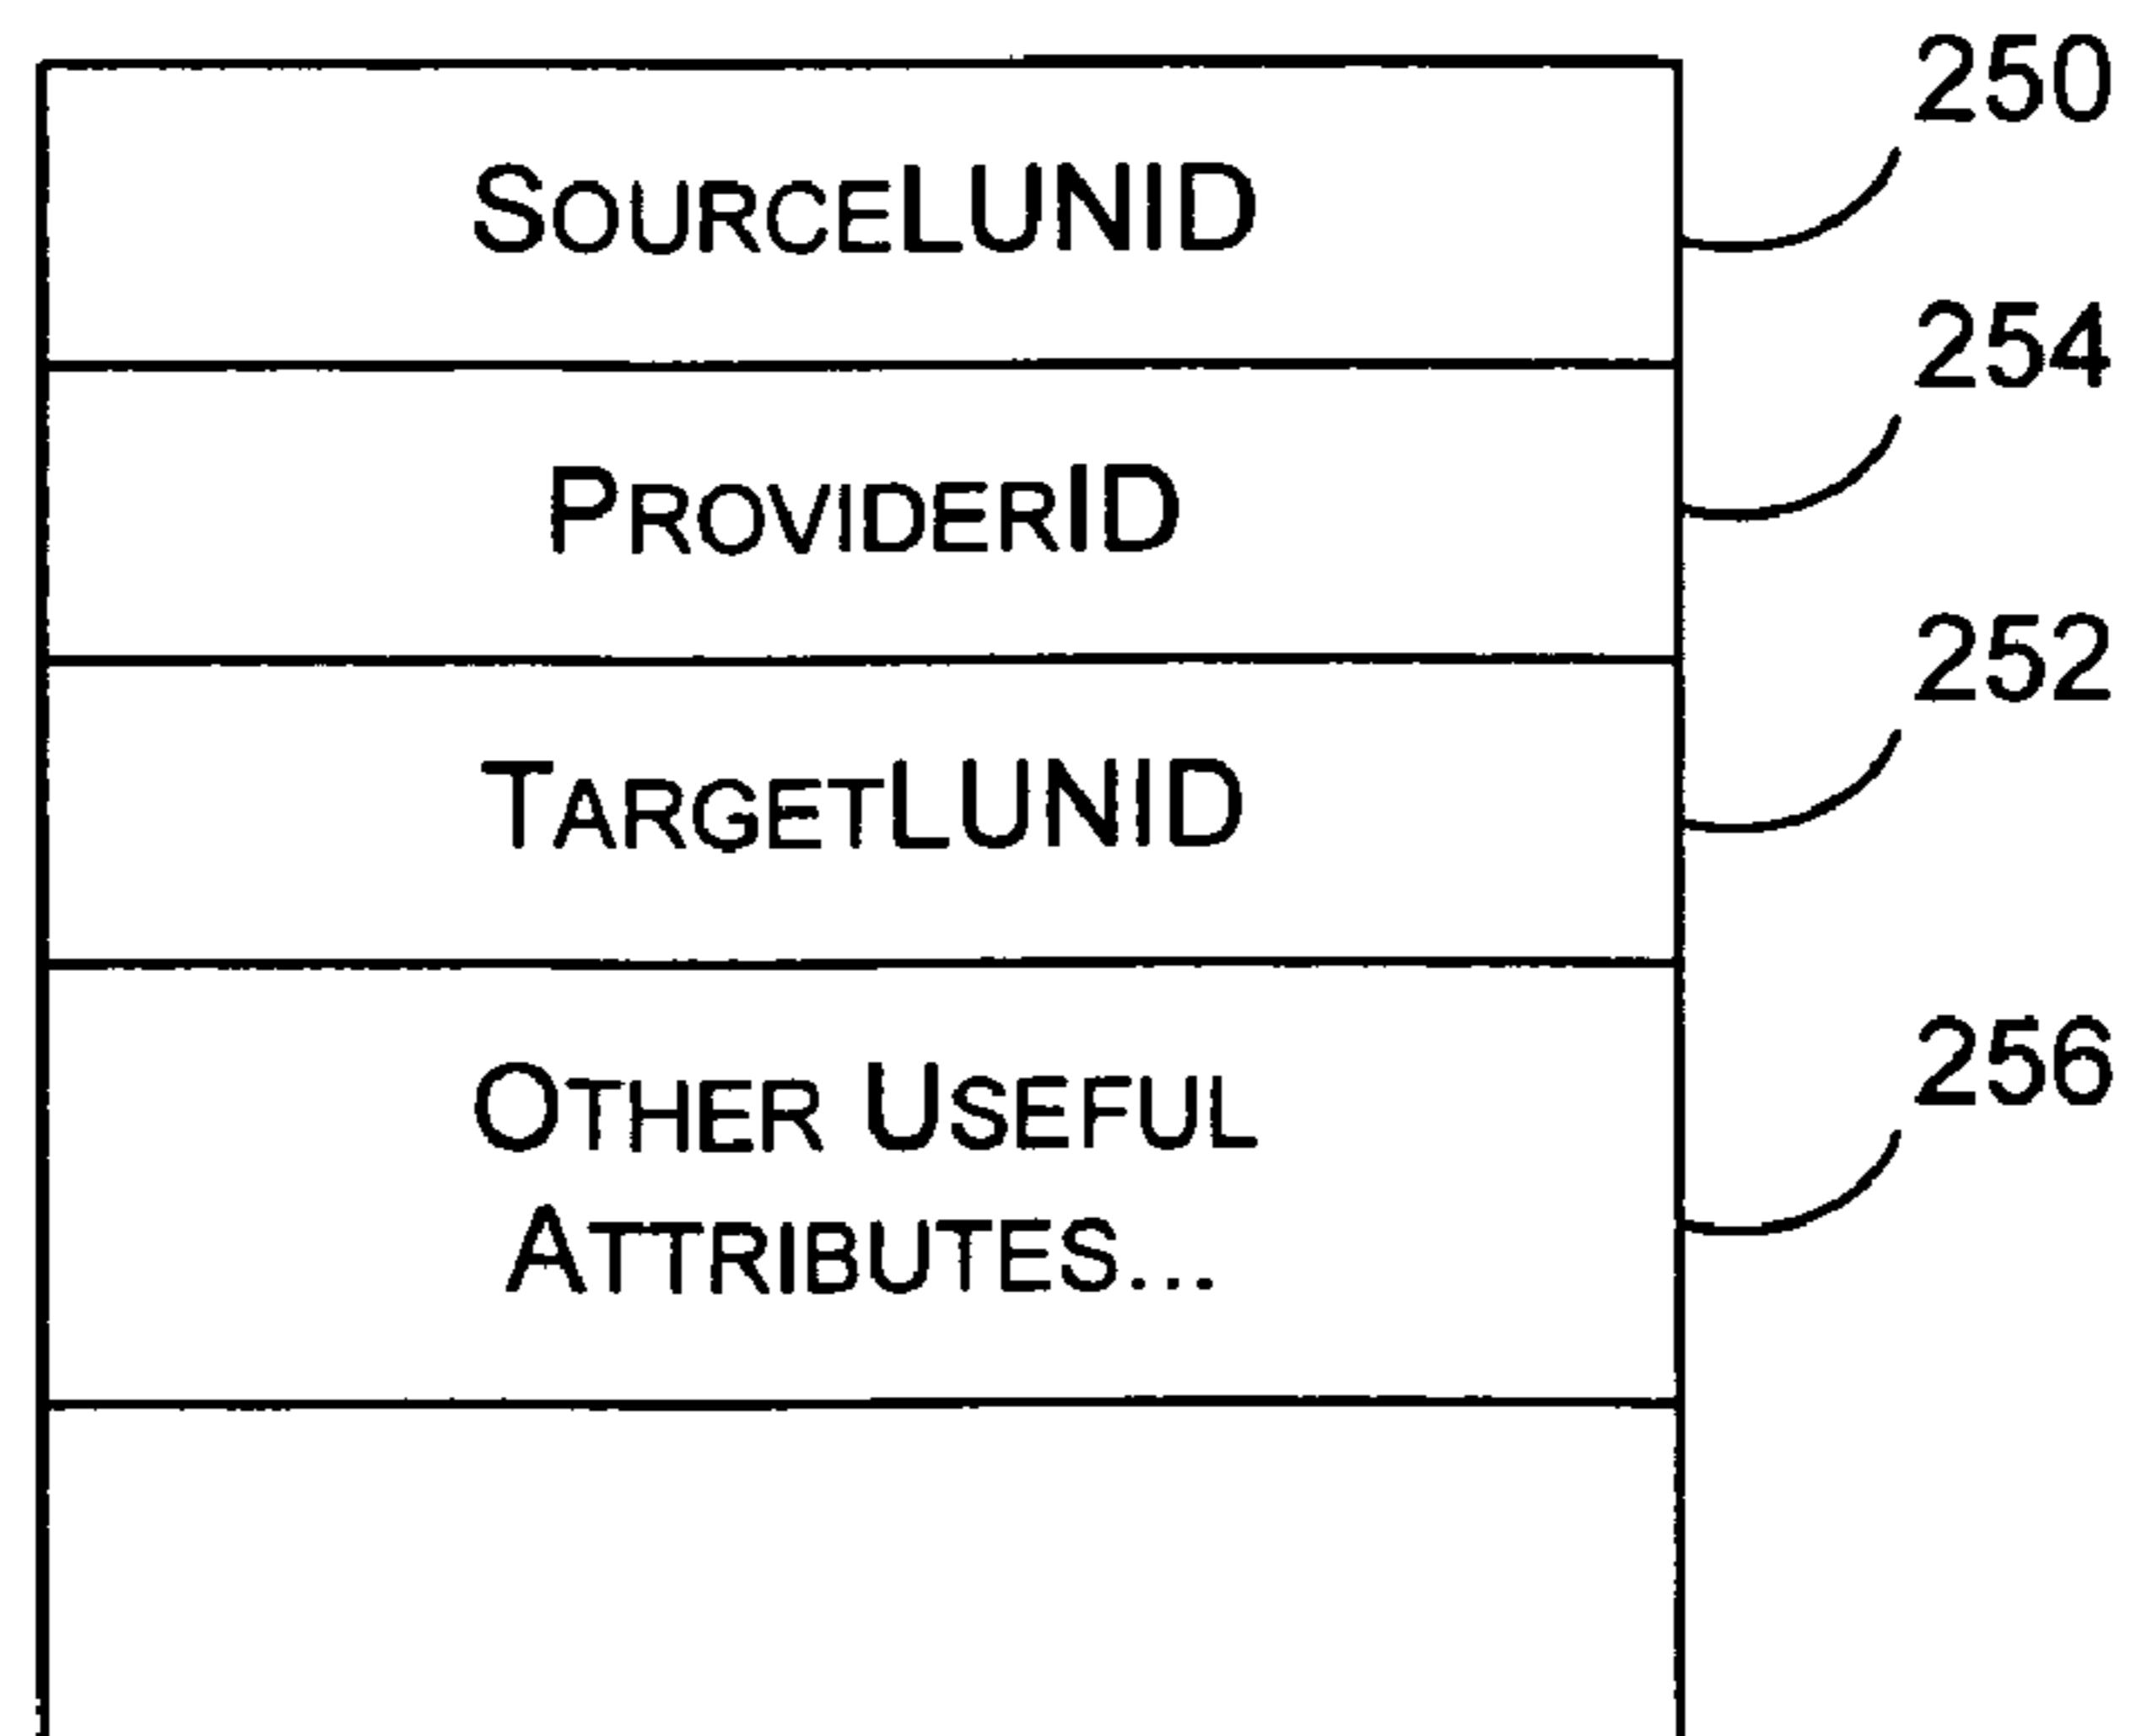 250
SOURCELUNID
254
PROVIDERID
252
TARGETLUNID
256
OTHER USEFUL
ATTRIBUTES...